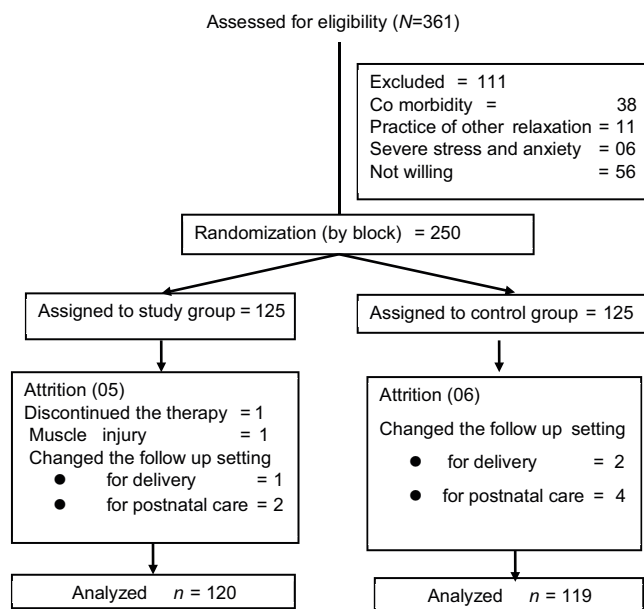 Assessed for eligibility (N=361)
Excluded = 111
Co morbidity = 38
Practice of other relaxation = 11
Severe stress and anxiety = 06
Not willing = 56
Randomization (by block) = 250
Assigned to study group = 125
Assigned to control group = 125
Attrition (05)
Discontinued the therapy = 1
Muscle injury = 1
Changed the follow up setting
● for delivery = 1
● for postnatal care = 2
Attrition (06)
Changed the follow up setting
● for delivery = 2
● for postnatal care = 4
Analyzed n = 120
Analyzed n = 119